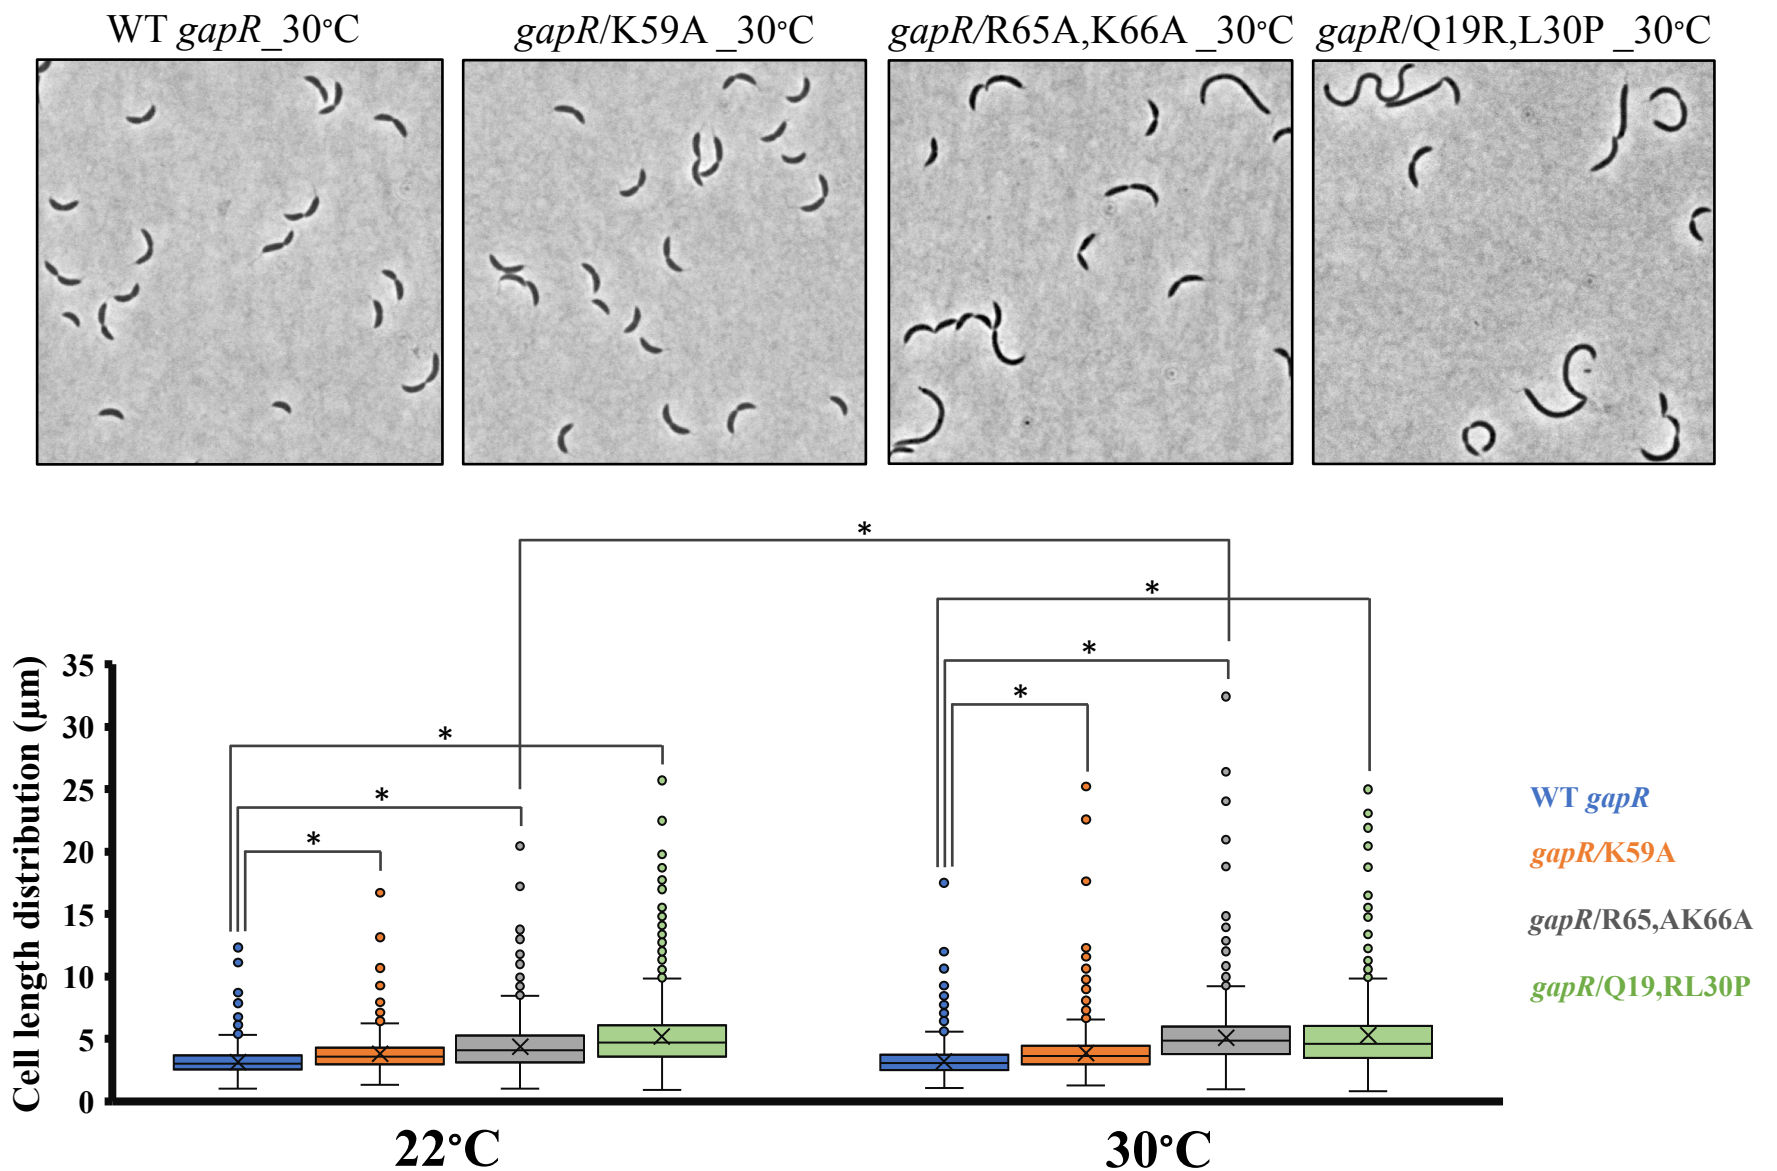 WT gapR_30°C
gapR/K59A _30°C
gapR/R65A,K66A _30°C
gapR/Q19R,L30P _30°C
*
*
*
*
*
*
*
Cell length distribution (µm)
35
30
25
20
15
10
5
0
22°C
30°C
WT gapR
gapR/K59A
gapR/R65,AK66A
gapR/Q19,RL30P